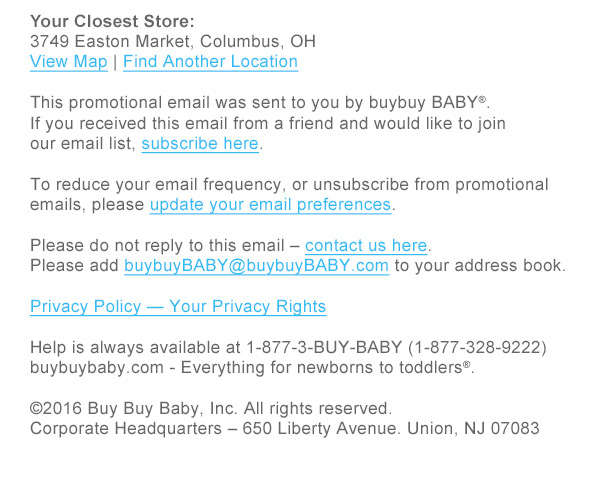 Your Closest Store:
3749 Easton Market, Columbus, OH
View Map | Find Another Location
This promotional email was sent to you by buybuy BABY®.
If you received this email from a friend and would like to join
our email list, subscribe here.
To reduce your email frequency, or unsubscribe from promotional
emails, please update your email preferences.
Please do not reply to this email – contact us here.
Please add buybuyBABY@buybuyBABY.com to your address book.
Privacy Policy — Your Privacy Rights
Help is always available at 1-877-3-BUY-BABY (1-877-328-9222)
buybuybaby.com - Everything for newborns to toddlers®.
©2016 Buy Buy Baby, Inc. All rights reserved.
Corporate Headquarters – 650 Liberty Avenue. Union, NJ 07083